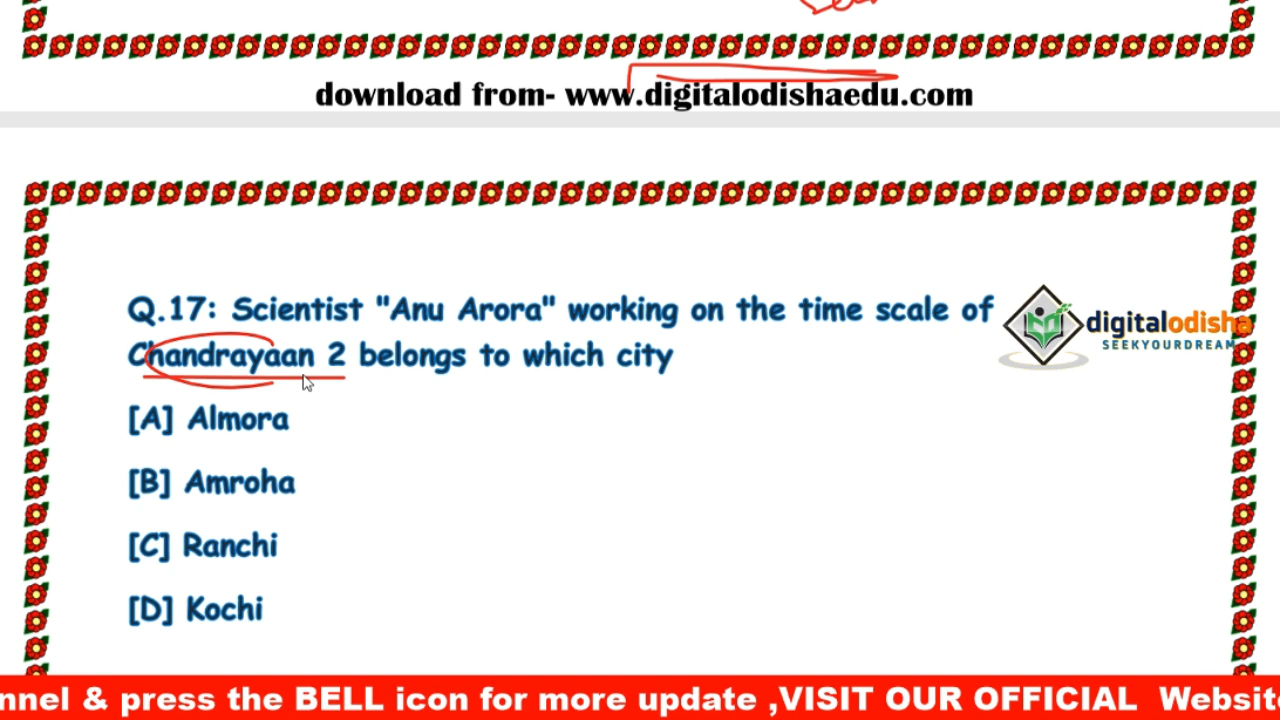 download from- www.digitalodishaedu.com
Q.17: Scientist "Anu Arora" working on the time scale of
Chandrayaan 2 belongs to which city
digitalodisha
SEEKYOURDREAM
[A] Almora
[B] Amroha
[C] Ranchi
[D] Kochi
nnel & press the BELL icon for more update ,VISIT OUR OFFICIAL Website